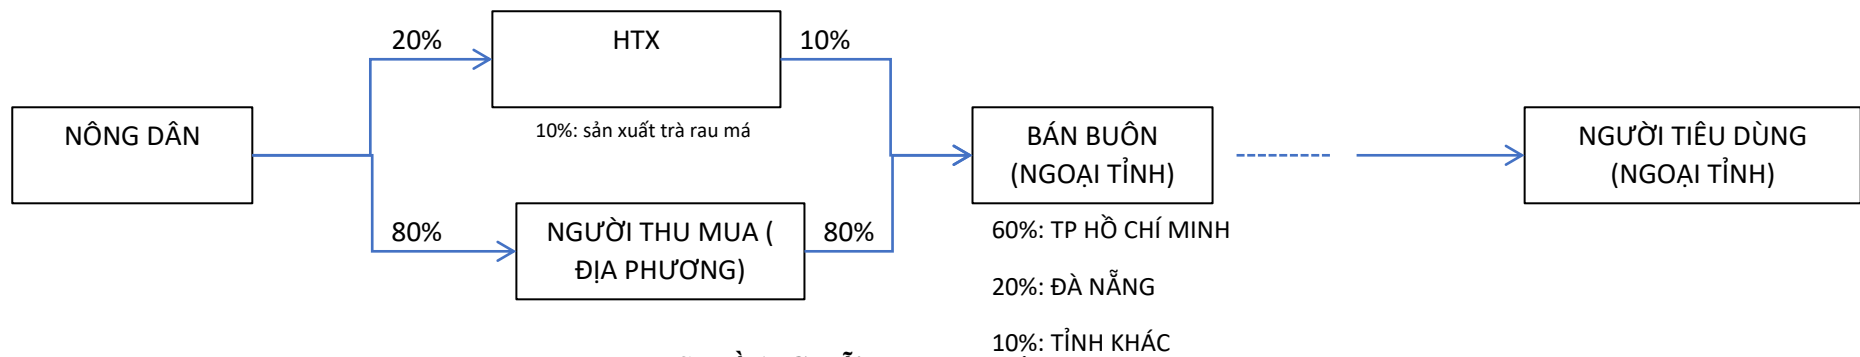 20%
HTX
10%
NÔNG DÂN
10%: sản xuất trà rau má
BÁN BUÔN
(NGOẠI TỈNH)
NGƯỜI TIÊU DÙNG
(NGOẠI TỈNH)
80%
NGƯỜI THU MUA (
ĐỊA PHƯƠNG)
80%
60%: TP HỒ CHÍ MINH
20%: ĐÀ NẴNG
10%: TỈNH KHÁC